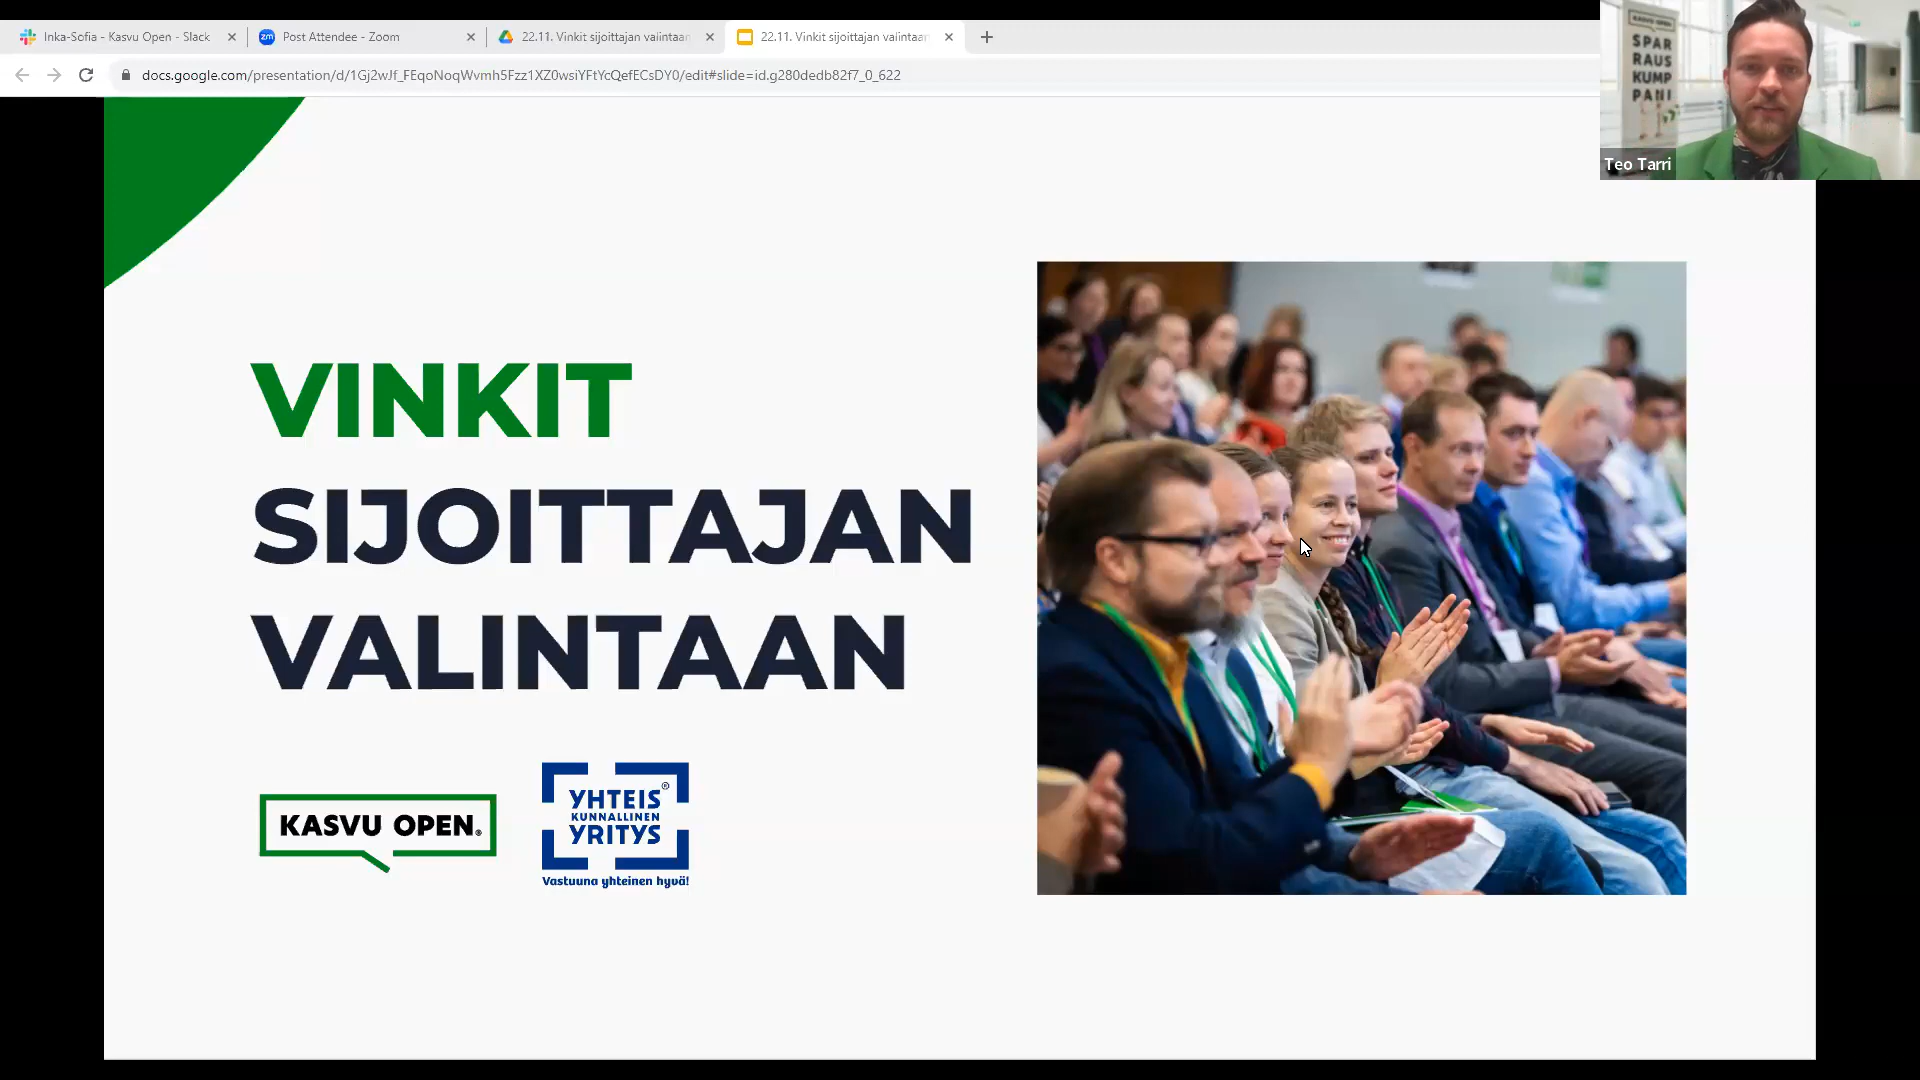 Inka-Sofia - Kasvu Open - Slack
Post Attendee - Zoom
22.11. Vinkit sijoittajan valintaan
22.11. Vinkit sijoittajan valintaan
docs.google.com/presentation/d/1Gj2wJf_FEqoNoqWvmh5Fzz1XZ0wsiYFtYcQefECsDY0/edit#slide=id.g280dedb82f7_0_622
KASVU OPEN
SPAR
RAUS
KUMP
PANI
Teo Tarri
VINKIT
SIJOITTAJAN
VALINTAAN
KASVU OPEN®
YHTEIS®
KUNNALLINEN
YRITYS
Vastuuna yhteinen hyvä!